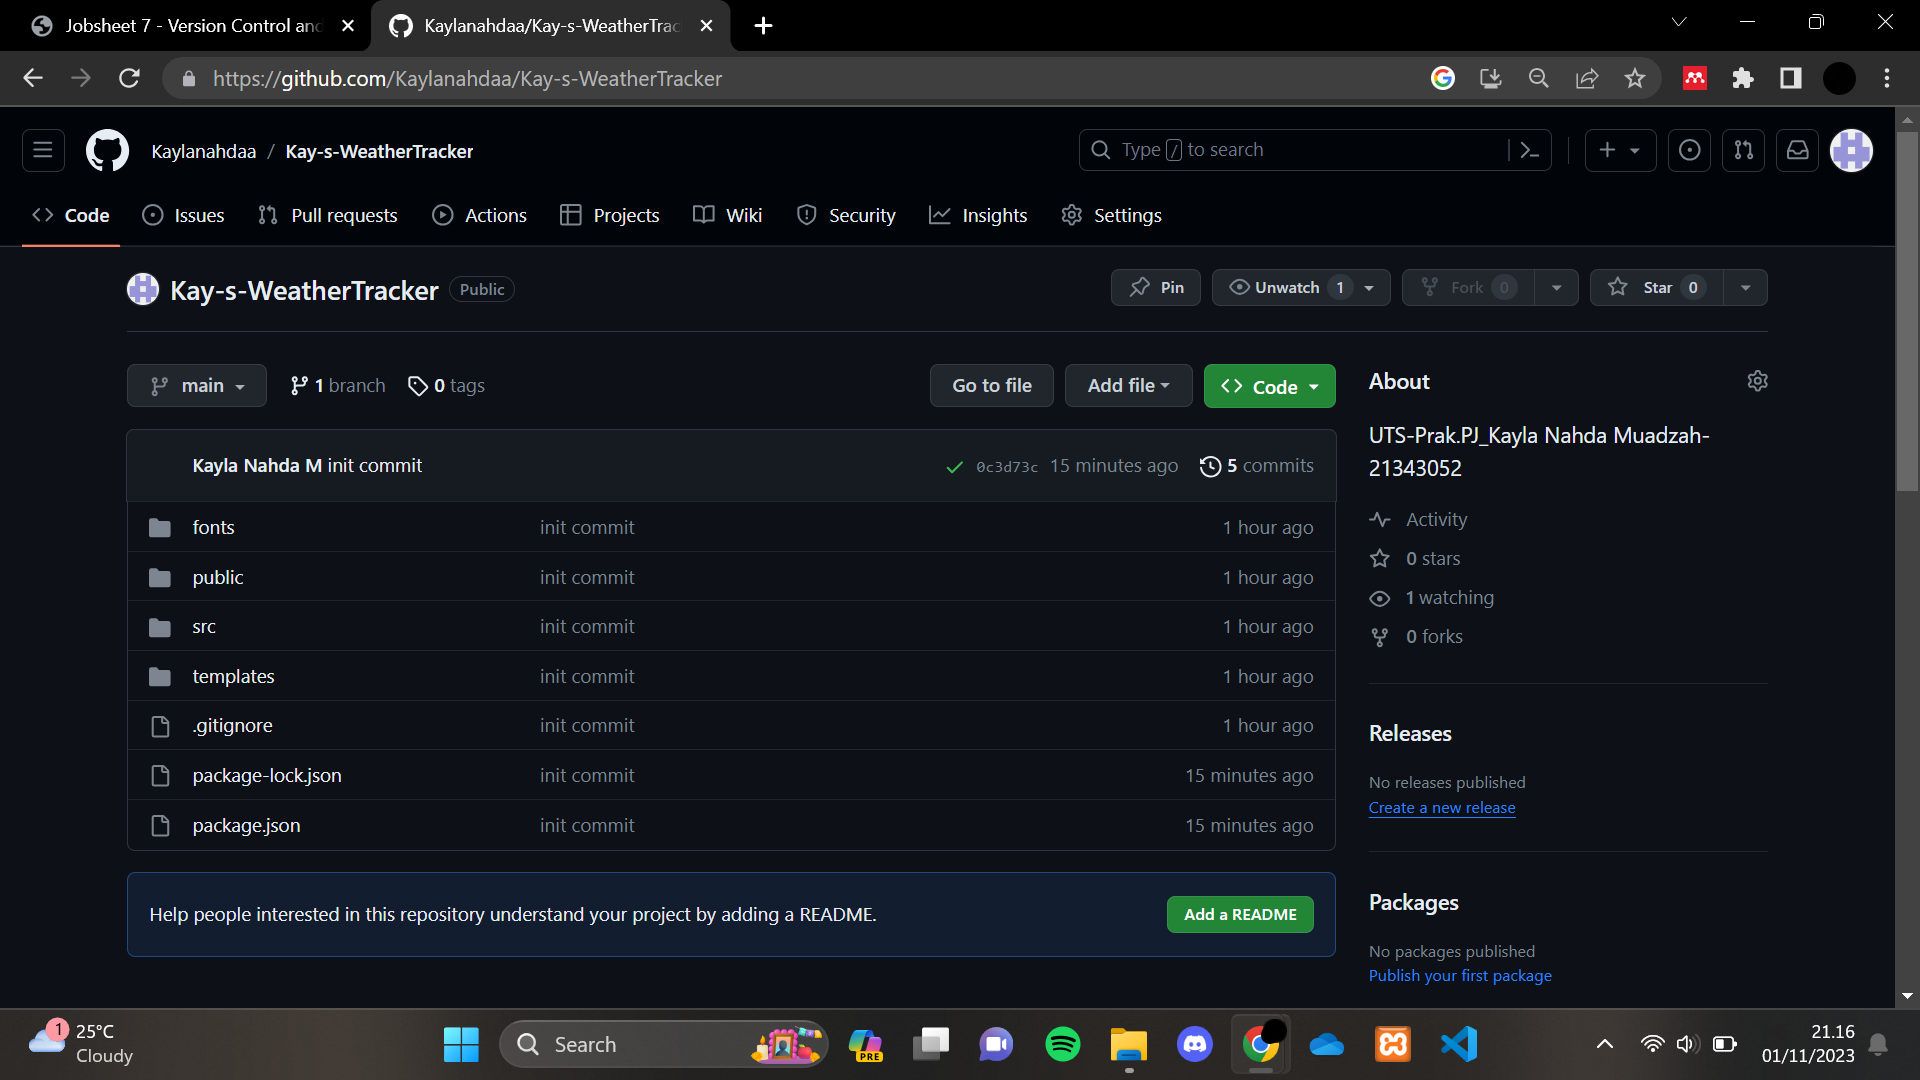 Jobsheet 7 - Version Control and
Kaylanahdaa/Kay-s-WeatherTrac
https://github.com/Kaylanahdaa/Kay-s-WeatherTracker
Kaylanahdaa / Kay-s-WeatherTracker
Type / to search
Code Issues Pull requests Actions Projects Wiki Security Insights Settings
Kay-s-WeatherTracker Public
Pin Unwatch 1 Fork 0 Star 0
main 1 branch 0 tags
Go to file Add file Code
Kayla Nahda M init commit 0c3d73c 15 minutes ago 5 commits
fonts init commit 1 hour ago
public init commit 1 hour ago
src init commit 1 hour ago
templates init commit 1 hour ago
.gitignore init commit 1 hour ago
package-lock.json init commit 15 minutes ago
package.json init commit 15 minutes ago
Help people interested in this repository understand your project by adding a README. Add a README
About
UTS-Prak.PJ_Kayla Nahda Muadzah-
21343052
Activity
0 stars
1 watching
0 forks
Releases
No releases published
Create a new release
Packages
No packages published
Publish your first package
1
25°C
Cloudy
Search
PRE
21.16
01/11/2023